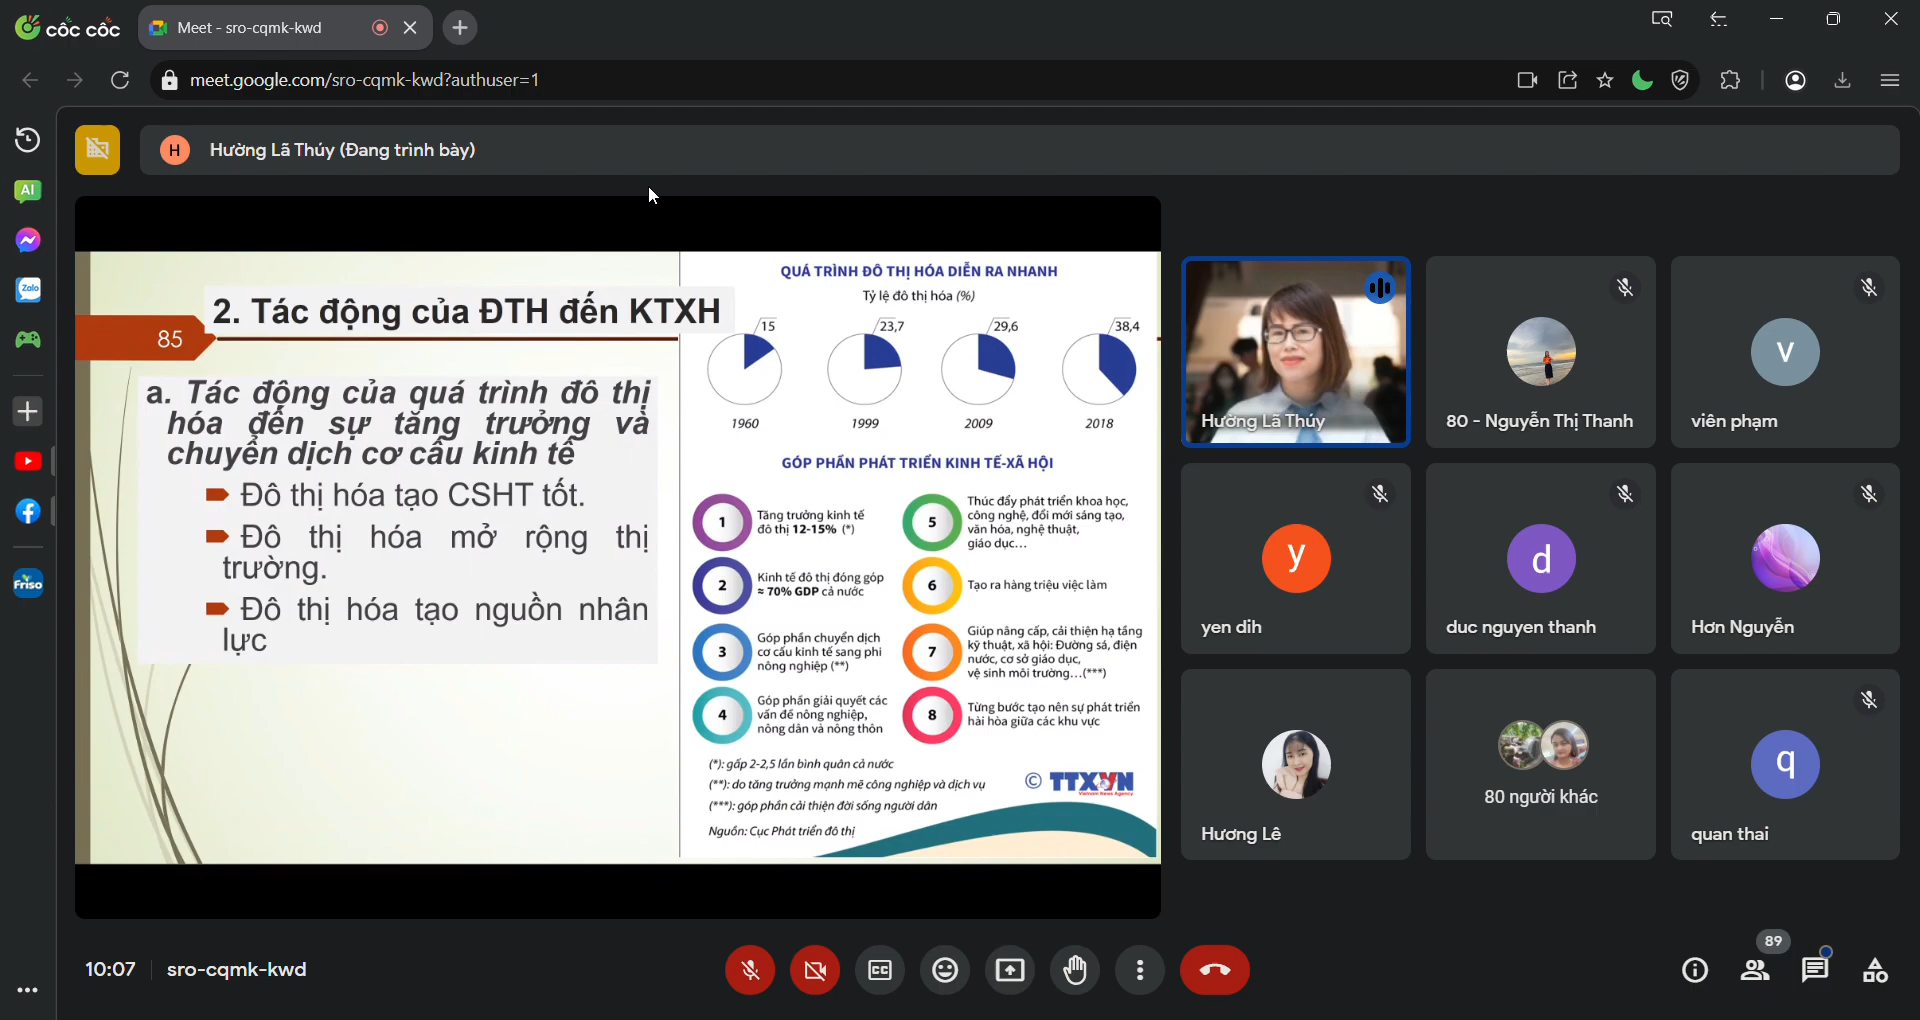 cốc cốc
Meet - sro-cqmk-kwd
meet.google.com/sro-cqmk-kwd?authuser=1
AI
Zalo
Friso
H
Hường Lã Thúy (Đang trình bày)
85
2. Tác động của ĐTH đến KTXH
a. Tác động của quá trình đô thị
hóa đến sự tăng trưởng và
chuyển dịch cơ cấu kinh tế
Đô thị hóa tạo CSHT tốt.
Đô thị hóa mở rộng thị
trường.
Đô thị hóa tạo nguồn nhân
lực
QUÁ TRÌNH ĐÔ THỊ HÓA DIỄN RA NHANH
Tỷ lệ đô thị hóa (%)
15
23,7
29,6
38,4
1960
1999
2009
2018
GÓP PHẦN PHÁT TRIỂN KINH TẾ-XÃ HỘI
1
Tăng trưởng kinh tế
đô thị 12-15% (*)
2
Kinh tế đô thị đóng góp
≈ 70% GDP cả nước
3
Góp phần chuyển dịch
cơ cấu kinh tế sang phi
nông nghiệp (**)
4
Góp phần giải quyết các
vấn đề nông nghiệp,
nông dân và nông thôn
5
Thúc đẩy phát triển khoa học,
công nghệ, đổi mới sáng tạo,
văn hóa, nghệ thuật,
giáo dục...
6
Tạo ra hàng triệu việc làm
7
Giúp nâng cấp, cải thiện hạ tầng
kỹ thuật, xã hội: Đường sá, điện
nước, cơ sở giáo dục,
vệ sinh môi trường...(***)
8
Từng bước tạo nên sự phát triển
hài hòa giữa các khu vực
(*): gấp 2-2,5 lần bình quân cả nước
(**): do tăng trưởng mạnh mẽ công nghiệp và dịch vụ
(***): góp phần cải thiện đời sống người dân
Nguồn: Cục Phát triển đô thị
© TTXVN
Vietnam News Agency
Hường Lã Thúy
80 - Nguyễn Thị Thanh
v
viên phạm
y
yen dih
d
duc nguyen thanh
Hơn Nguyễn
Hương Lê
80 người khác
q
quan thai
10:07
sro-cqmk-kwd
CC
89